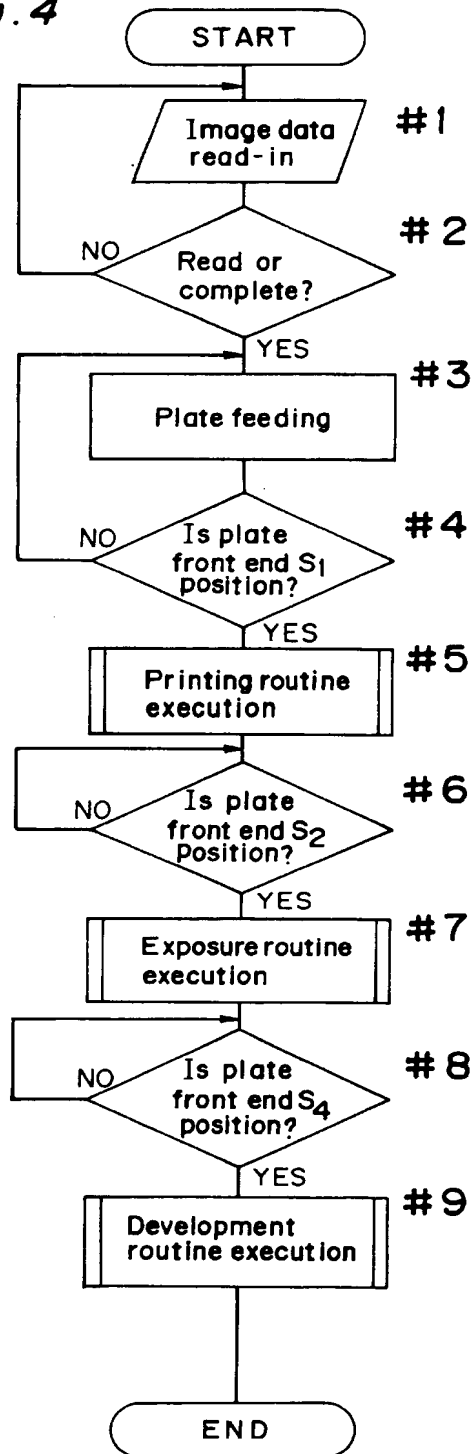 .4
START
Image data
read-in
#1
#2
NO
Read or
complete?
YES
#3
Plate feeding
#4
NO
Is plate
front end S₁
position?
YES
#5
Printing routine
execution
#6
NO
Is plate
front end S₂
Position?
YES
#7
Exposure routine
execution
#8
NO
Is plate
front end S₄
position?
YES
#9
Development
routine execution
END